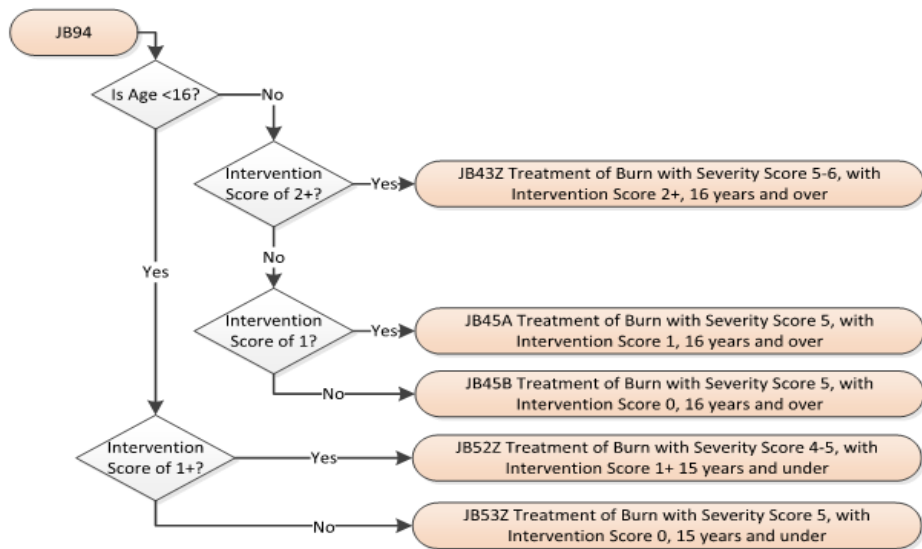 JB94
Is Age <16?
No
Intervention
Score of 2+?
Yes
JB43Z Treatment of Burn with Severity Score 5-6, with
Intervention Score 2+, 16 years and over
No
Yes
Intervention
Score of 1?
Yes
JB45A Treatment of Burn with Severity Score 5, with
Intervention Score 1, 16 years and over
No
JB45B Treatment of Burn with Severity Score 5, with
Intervention Score 0, 16 years and over
Intervention
Score of 1+?
Yes
JB52Z Treatment of Burn with Severity Score 4-5, with
Intervention Score 1+ 15 years and under
No
JB53Z Treatment of Burn with Severity Score 5, with
Intervention Score 0, 15 years and under